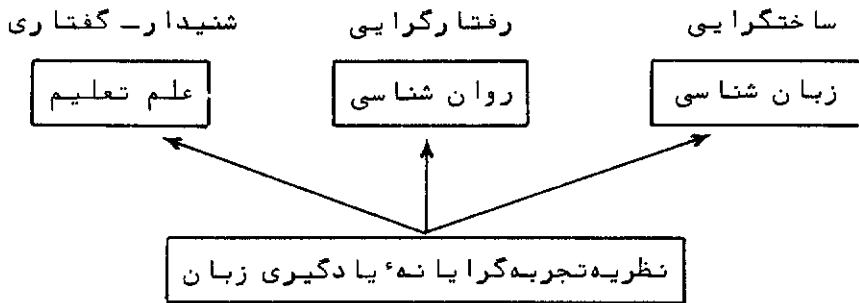 ساختگرایی رفتارگرایی شنیدار-گفتاری
زبان شناسی روان شناسی علم تعلیم
نظریه تجربه‌گرایانهٔ یادگیری زبان